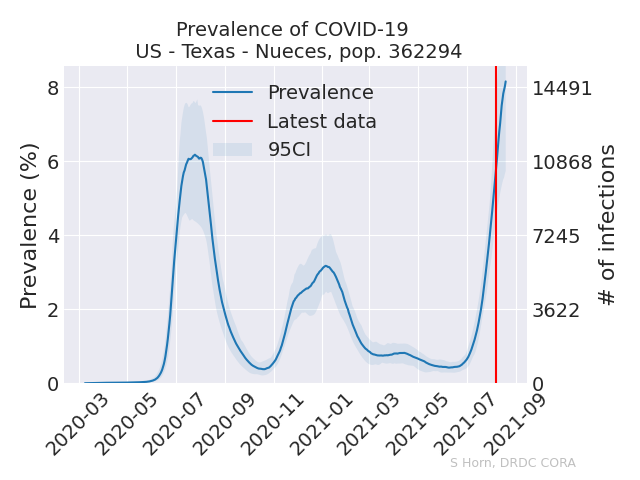 Prevalence of COVID-19
US - Texas - Nueces, pop. 362294
Prevalence
Latest data
95CI
Prevalence (%)
8
6
4
2
0
14491
10868
7245
3622
0
# of infections
2020-03
2020-05
2020-07
2020-09
2020-11
2021-01
2021-03
2021-05
2021-07
2021-09
S Horn, DRDC CORA